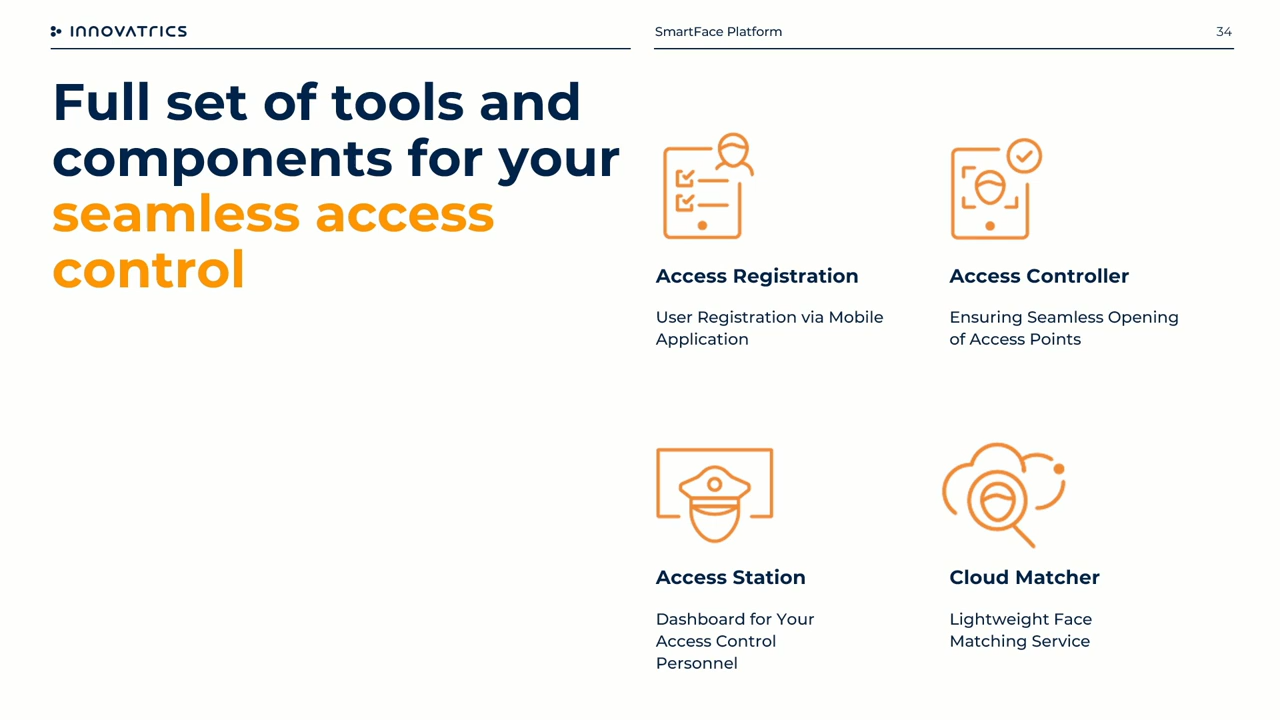 INNOVATRICS
SmartFace Platform
34
Full set of tools and
components for your
seamless access
control
Access Registration
User Registration via Mobile
Application
Access Controller
Ensuring Seamless Opening
of Access Points
Access Station
Dashboard for Your
Access Control
Personnel
Cloud Matcher
Lightweight Face
Matching Service